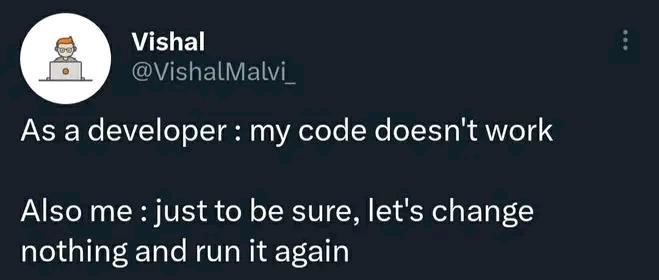 Vishal
@VishalMalvi_
As a developer : my code doesn't work
Also me : just to be sure, let's change
nothing and run it again